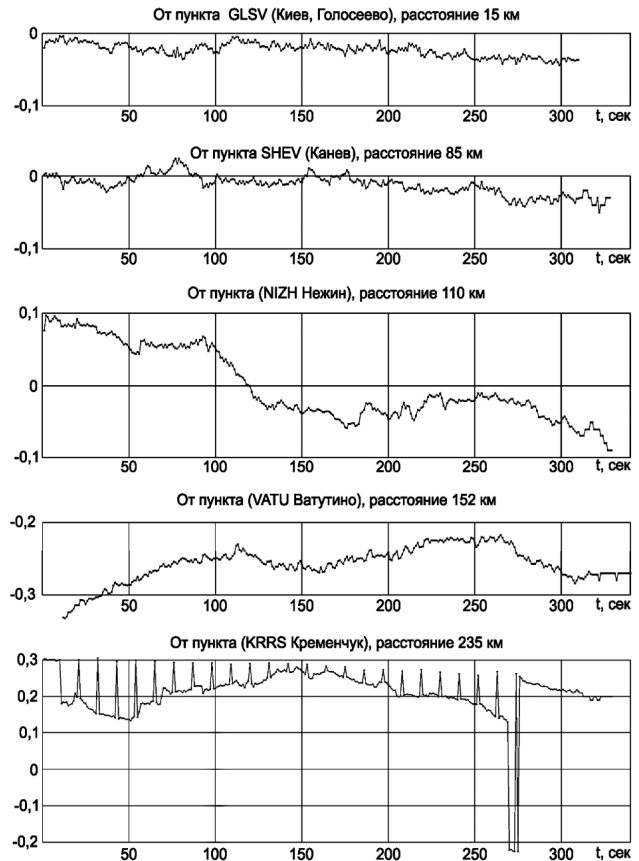 От пункта GLSV (Киев, Голосеево), расстояние 15 км
0
-0,1
50 100 150 200 250 300 t, сек
От пункта SHEV (Канев), расстояние 85 км
0
-0,1
50 100 150 200 250 300 t, сек
От пункта (NIZH Нежин), расстояние 110 км
0,1
0
-0,1
50 100 150 200 250 300 t, сек
От пункта (VATU Ватутино), расстояние 152 км
-0,2
-0,3
50 100 150 200 250 300 t, сек
От пункта (KRRS Кременчук), расстояние 235 км
0,3
0,2
0,1
0
-0,1
-0,2
50 100 150 200 250 300 t, сек